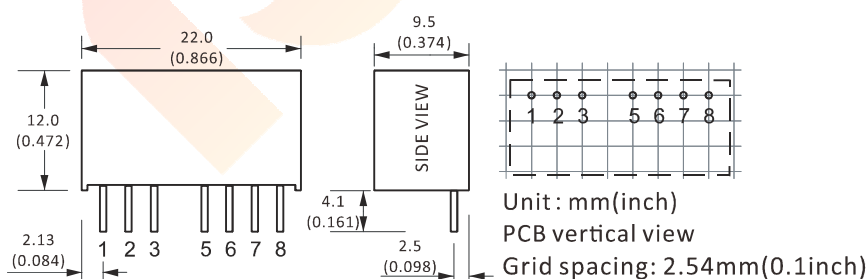 22.0
(0.866)
12.0
(0.472)
2.13
(0.084)
1 2 3 5 6 7 8
9.5
(0.374)
SIDE VIEW
4.1
(0.161)
2.5
(0.098)
1 2 3 5 6 7 8
Unit: mm(inch)
PCB vertical view
Grid spacing: 2.54mm(0.1inch)